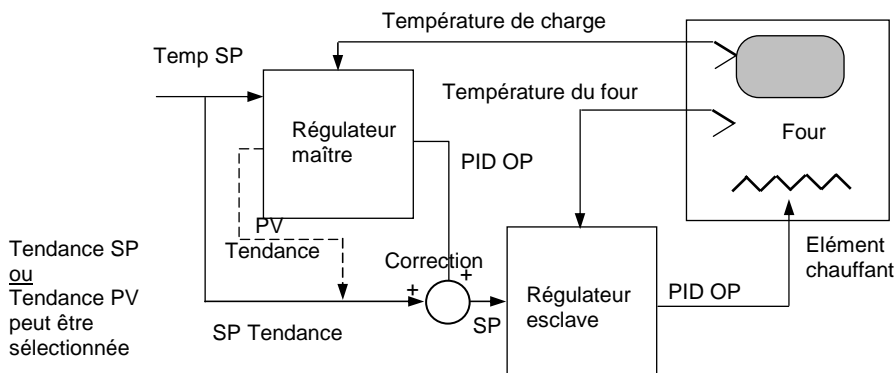 Température de charge
Temp SP
Température du four
Régulateur
maître
Four
PID OP
PV
Tendance
Tendance SP
ou
Tendance PV
peut être
sélectionnée
Correction
+
+
Elément
chauffant
Régulateur
esclave
PID OP
SP
SP Tendance